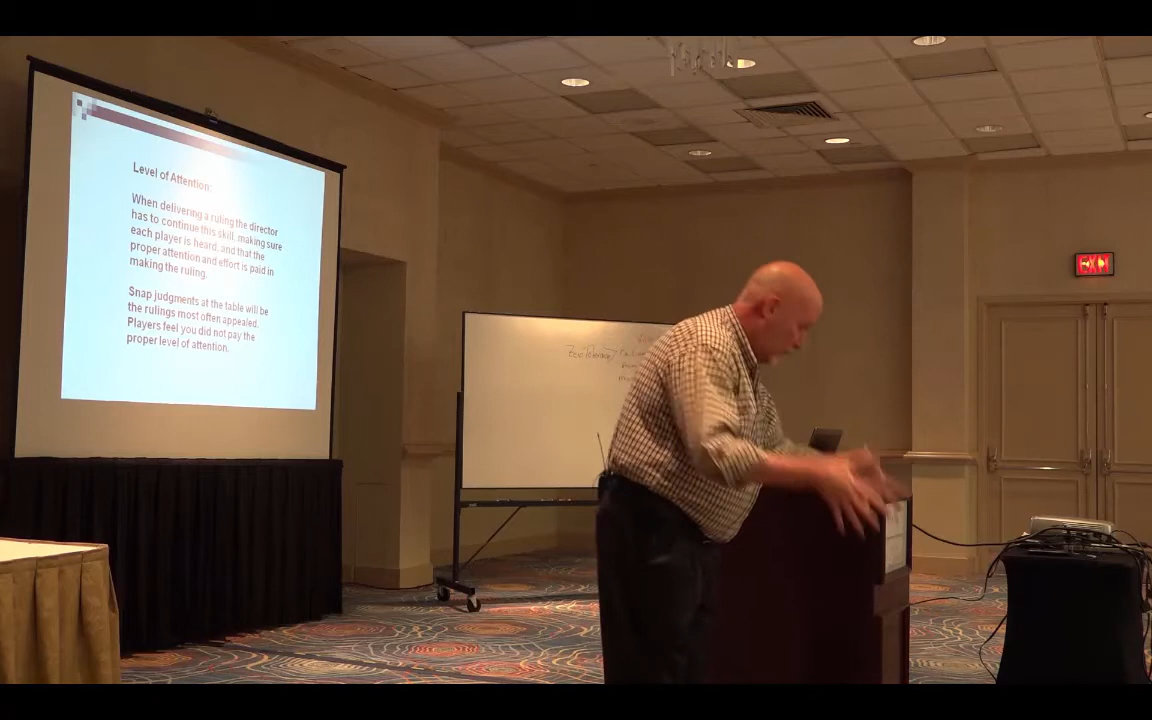 Level of Attention:
When delivering a ruling the director
has to continue this skill, making sure
each player is heard, and that the
proper attention and effort is paid in
making the ruling.
Snap judgments at the table will be
the rulings most often appealed.
Players feel you did not pay the
proper level of attention.
Zero Tolerance
EXIT